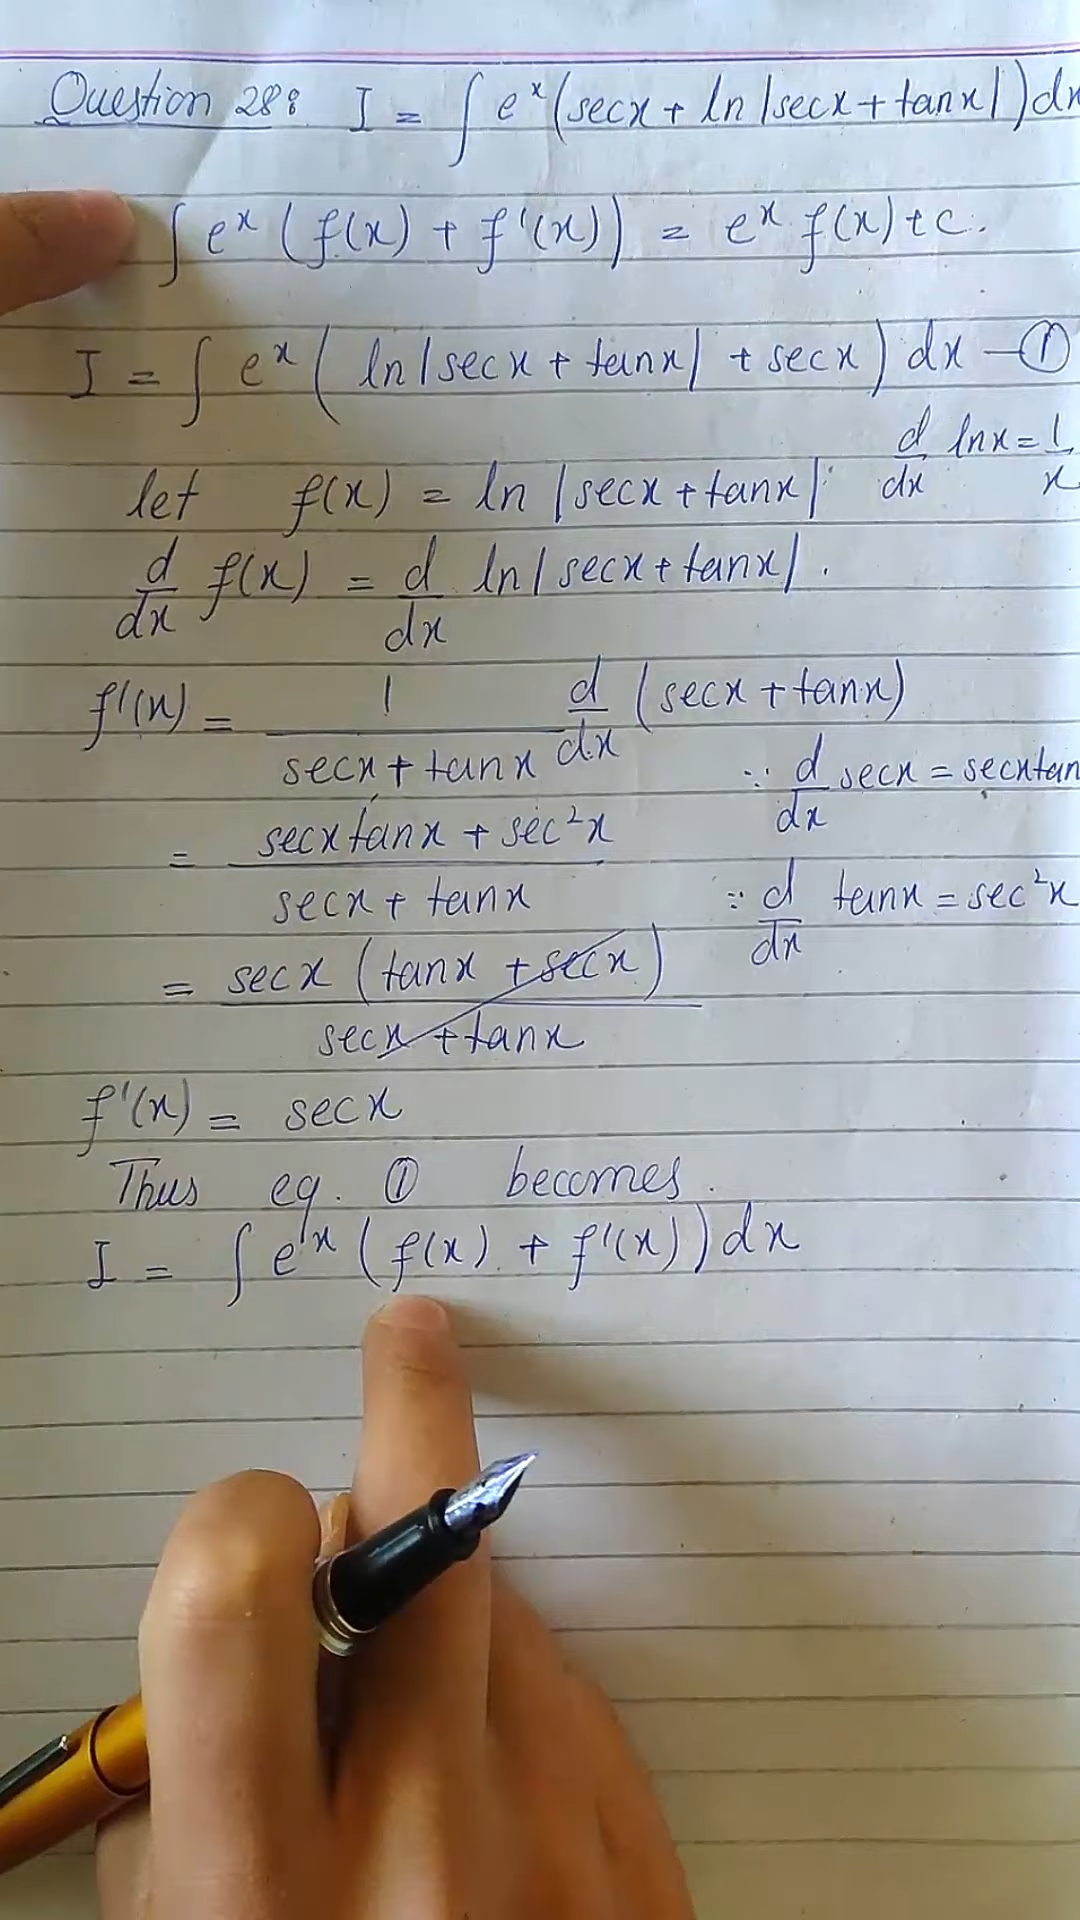 Question 28: I = ∫ eˣ (secx + ln |secx + tanx|) dx
∫ eˣ (f(x) + f'(x)) = eˣ f(x) + c.
I = ∫ eˣ ( ln |secx + tanx| + secx ) dx — ①
let f(x) = ln |secx + tanx| ∵ d/dx lnx = 1/x
d/dx f(x) = d/dx ln |secx + tanx| .
f'(x) = 1/(secx + tanx) d/dx (secx + tanx)
∵ d/dx secx = secxtan
= (secxtanx + sec²x)/(secx + tanx)
∵ d/dx tanx = sec²x
= secx (tanx + secx)/(secx + tanx)
f'(x) = secx
Thus eq. ① becomes.
I = ∫ eˣ (f(x) + f'(x)) dx